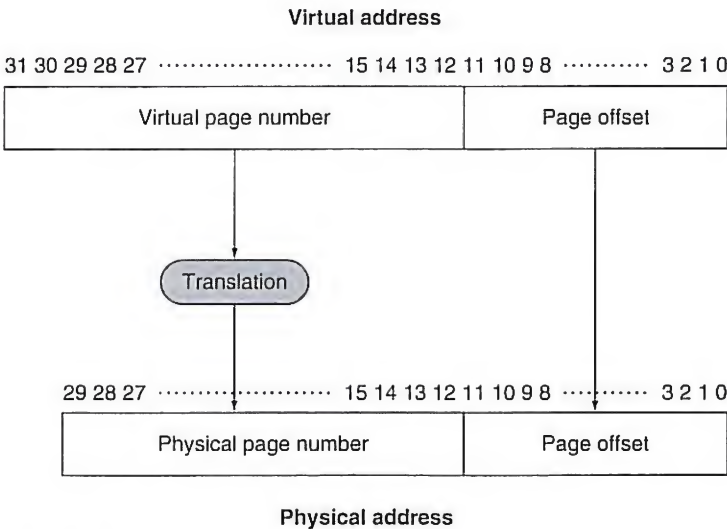 Virtual address
31 30 29 28 27 ························ 15 14 13 12 11 10 9 8 ··········· 3 2 1 0
Virtual page number Page offset
Translation
29 28 27 ························ 15 14 13 12 11 10 9 8 ··········· 3 2 1 0
Physical page number Page offset
Physical address